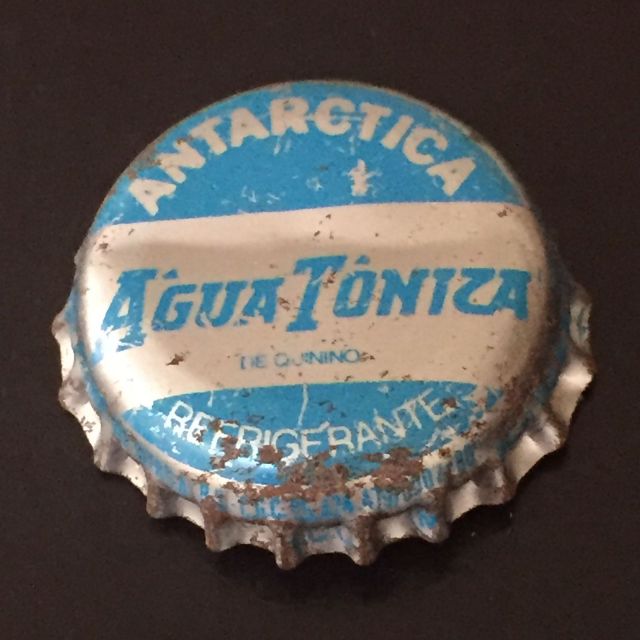 ANTARCTICA
ÁGUA TÔNICA
DE QUININO
REFRIGERANTE